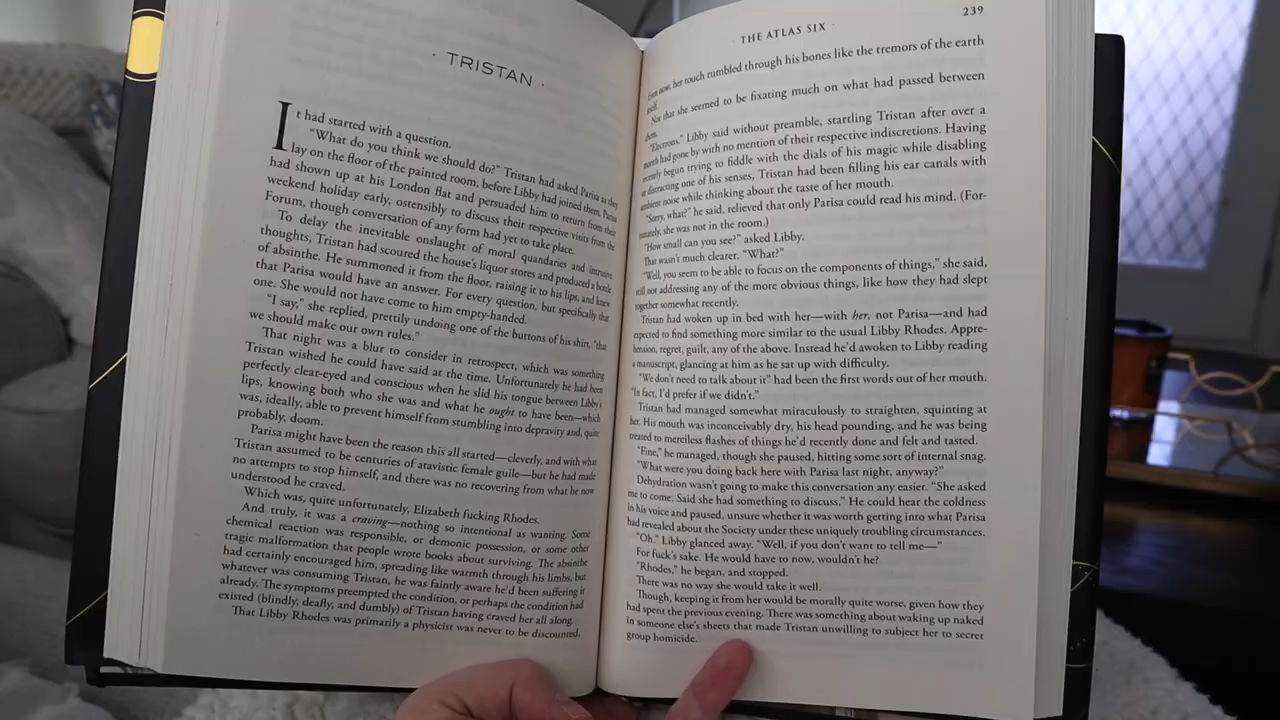 · TRISTAN ·
It had started with a question.
"What do you think we should do?" Tristan had asked Parisa as they
lay on the floor of the painted room, before Libby had joined them. Parisa
had shown up at his London flat and persuaded him to return from their
weekend holiday early, ostensibly to discuss their respective visits from the
Forum, though conversation of any form had yet to take place.
To delay the inevitable onslaught of moral quandaries and intrusive
thoughts, Tristan had scoured the house's liquor stores and produced a bottle
of absinthe. He summoned it from the floor, raising it to his lips, and knew
that Parisa would have an answer. For every question, but specifically that
one. She would not have come to him empty-handed.
"I say," she replied, prettily undoing one of the buttons of his shirt, "that
we should make our own rules."
That night was a blur to consider in retrospect, which was something
Tristan wished he could have said at the time. Unfortunately he had been
perfectly clear-eyed and conscious when he slid his tongue between Libby's
lips, knowing both who she was and what he ought to have been—which
was, ideally, able to prevent himself from stumbling into depravity and, quite
probably, doom.
Parisa might have been the reason this all started—cleverly, and with what
Tristan assumed to be centuries of atavistic female guile—but he had made
no attempts to stop himself, and there was no recovering from what he now
understood he craved.
Which was, quite unfortunately, Elizabeth fucking Rhodes.
And truly, it was a craving—nothing so intentional as wanting. Some
chemical reaction was responsible, or demonic possession, or some other
tragic malformation that people wrote books about surviving. The absinthe
had certainly encouraged him, spreading like warmth through his limbs, but
whatever was consuming Tristan, he was faintly aware he'd been suffering it
already. The symptoms preempted the condition, or perhaps the condition had
existed (blindly, deafly, and dumbly) of Tristan having craved her all along.
That Libby Rhodes was primarily a physicist was never to be discounted.
· THE ATLAS SIX ·
239
Even now, her touch rumbled through his bones like the tremors of the earth
itself.
Not that she seemed to be fixating much on what had passed between
them.
"Electrons," Libby said without preamble, startling Tristan after over a
month had gone by with no mention of their respective indiscretions. Having
recently begun trying to fiddle with the dials of his magic while disabling
or distracting one of his senses, Tristan had been filling his ear canals with
ambient noise while thinking about the taste of her mouth.
"Sorry, what?" he said, relieved that only Parisa could read his mind. (For-
tunately, she was not in the room.)
"How small can you see?" asked Libby.
That wasn't much clearer. "What?"
"Well, you seem to be able to focus on the components of things," she said,
still not addressing any of the more obvious things, like how they had slept
together somewhat recently.
Tristan had woken up in bed with her—with her, not Parisa—and had
expected to find something more similar to the usual Libby Rhodes. Appre-
hension, regret, guilt, any of the above. Instead he'd awoken to Libby reading
a manuscript, glancing at him as he sat up with difficulty.
"We don't need to talk about it" had been the first words out of her mouth.
"In fact, I'd prefer if we didn't."
Tristan had managed somewhat miraculously to straighten, squinting at
her. His mouth was inconceivably dry, his head pounding, and he was being
treated to merciless flashes of things he'd recently done and felt and tasted.
"Fine," he managed, though she paused, hitting some sort of internal snag.
"What were you doing back here with Parisa last night, anyway?"
Dehydration wasn't going to make this conversation any easier. "She asked
me to come. Said she had something to discuss." He could hear the coldness
in his voice and paused, unsure whether it was worth getting into what Parisa
had revealed about the Society under these uniquely troubling circumstances.
"Oh." Libby glanced away. "Well, if you don't want to tell me—"
For fuck's sake. He would have to now, wouldn't he?
"Rhodes," he began, and stopped.
There was no way she would take it well.
Though, keeping it from her would be morally quite worse, given how they
had spent the previous evening. There was something about waking up naked
in someone else's sheets that made Tristan unwilling to subject her to secret
group homicide.